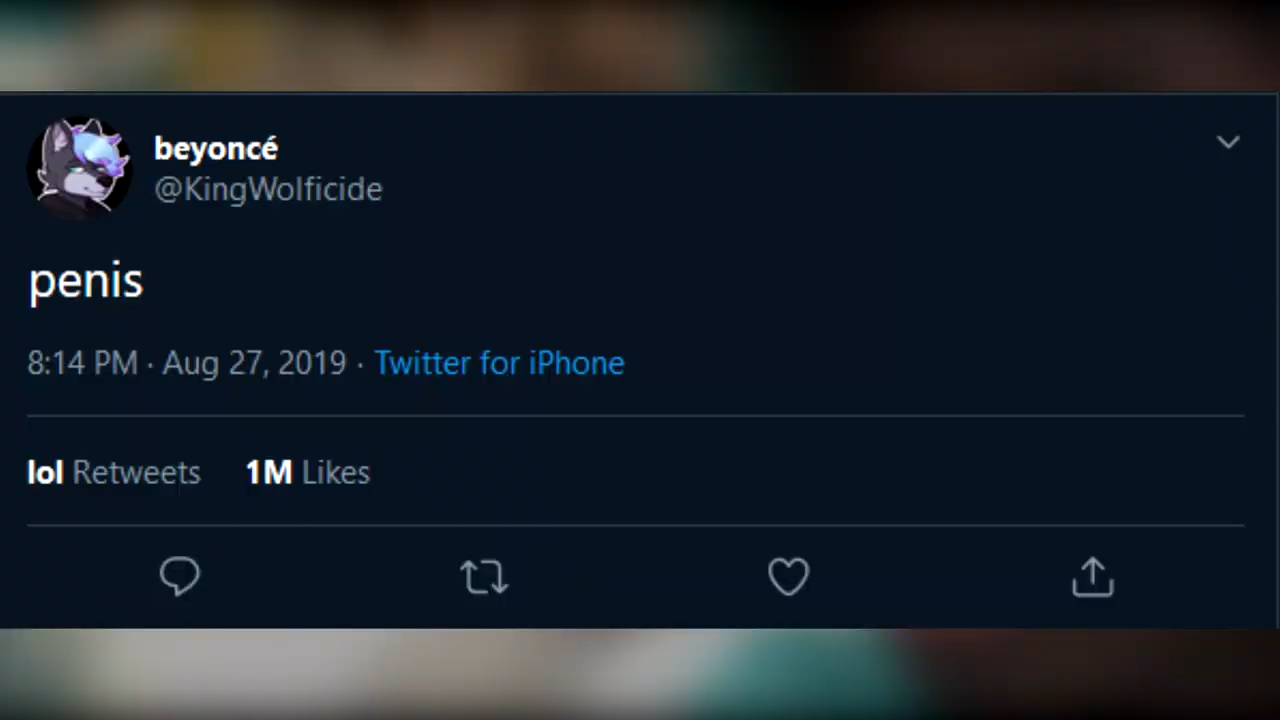 beyoncé
@KingWolficide
penis
8:14 PM · Aug 27, 2019 · Twitter for iPhone
lol Retweets 1M Likes